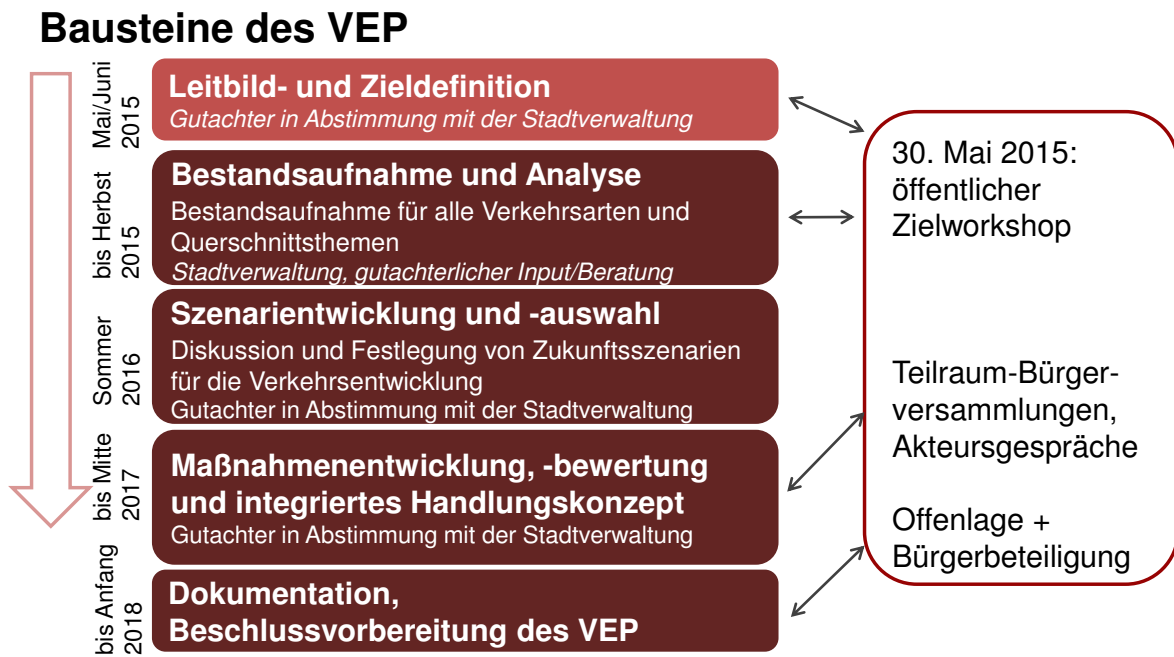 Bausteine des VEP
Mai/Juni
2015
Leitbild- und Zieldefinition
Gutachter in Abstimmung mit der Stadtverwaltung
bis Herbst
2015
Bestandsaufnahme und Analyse
Bestandsaufnahme für alle Verkehrsarten und
Querschnittsthemen
Stadtverwaltung, gutachterlicher Input/Beratung
Sommer
2016
Szenarientwicklung und -auswahl
Diskussion und Festlegung von Zukunftsszenarien
für die Verkehrsentwicklung
Gutachter in Abstimmung mit der Stadtverwaltung
bis Mitte
2017
Maßnahmenentwicklung, -bewertung
und integriertes Handlungskonzept
Gutachter in Abstimmung mit der Stadtverwaltung
bis Anfang
2018
Dokumentation,
Beschlussvorbereitung des VEP
30. Mai 2015:
öffentlicher
Zielworkshop
Teilraum-Bürger-
versammlungen,
Akteursgespräche
Offenlage +
Bürgerbeteiligung